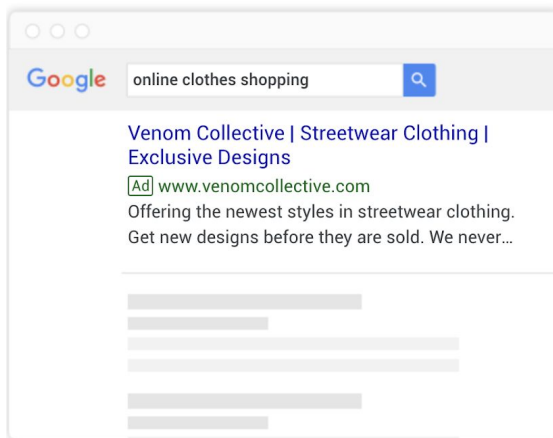 Google
online clothes shopping
Venom Collective | Streetwear Clothing |
Exclusive Designs
Ad www.venomcollective.com
Offering the newest styles in streetwear clothing.
Get new designs before they are sold. We never...